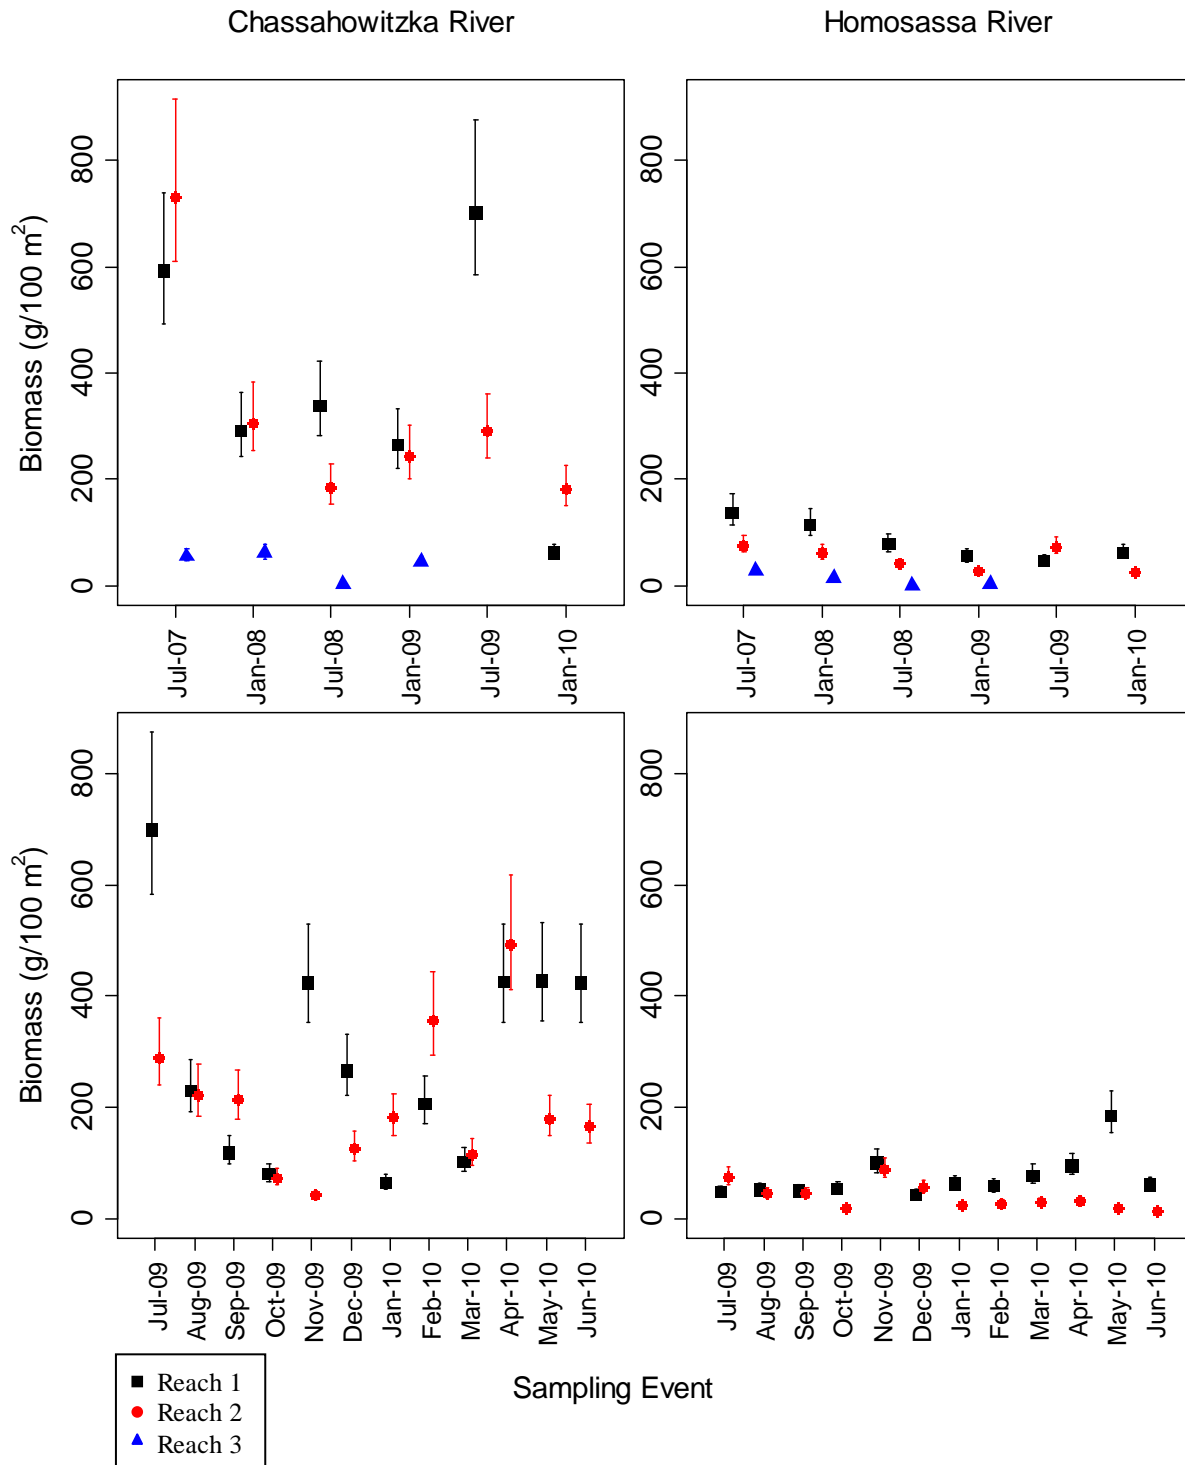 Chassahowitzka River
Homosassa River
Biomass (g/100 m²)
0
200
400
600
800
Jul-07
Jan-08
Jul-08
Jan-09
Jul-09
Jan-10
0
200
400
600
800
Jul-07
Jan-08
Jul-08
Jan-09
Jul-09
Jan-10
Biomass (g/100 m²)
0
200
400
600
800
Jul-09
Aug-09
Sep-09
Oct-09
Nov-09
Dec-09
Jan-10
Feb-10
Mar-10
Apr-10
May-10
Jun-10
0
200
400
600
800
Jul-09
Aug-09
Sep-09
Oct-09
Nov-09
Dec-09
Jan-10
Feb-10
Mar-10
Apr-10
May-10
Jun-10
Sampling Event
Reach 1
Reach 2
Reach 3